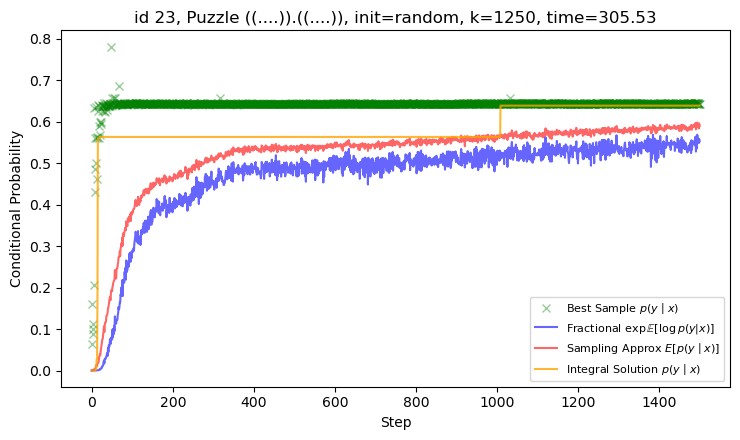 id 23, Puzzle ((....)).((....)), init=random, k=1250, time=305.53
Conditional Probability
0.8
0.7
0.6
0.5
0.4
0.3
0.2
0.1
0.0
Best Sample p(y | x)
Fractional exp 𝔼[log p(y|x)]
Sampling Approx E[p(y | x)]
Integral Solution p(y | x)
0 200 400 600 800 1000 1200 1400
Step